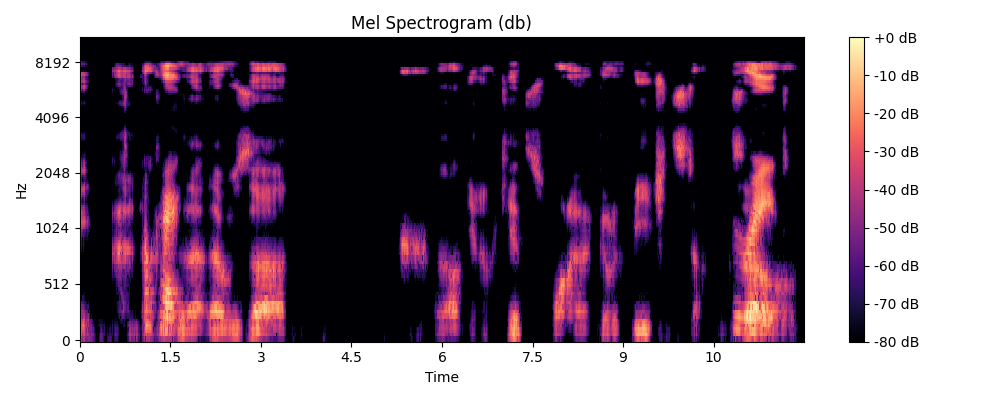 Mel Spectrogram (db)
8192
4096
2048
1024
512
0
Hz
0 1.5 3 4.5 6 7.5 9 10
Time
+0 dB
-10 dB
-20 dB
-30 dB
-40 dB
-50 dB
-60 dB
-70 dB
-80 dB